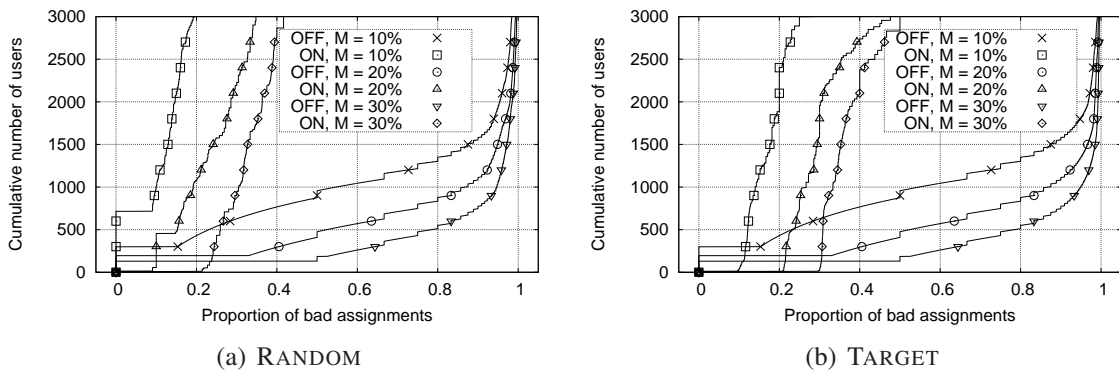 Cumulative number of users
3000
2500
2000
1500
1000
500
0
0
0.2
0.4
0.6
0.8
1
Proportion of bad assignments
OFF, M = 10%
ON, M = 10%
OFF, M = 20%
ON, M = 20%
OFF, M = 30%
ON, M = 30%
(a) RANDOM
Cumulative number of users
3000
2500
2000
1500
1000
500
0
0
0.2
0.4
0.6
0.8
1
Proportion of bad assignments
OFF, M = 10%
ON, M = 10%
OFF, M = 20%
ON, M = 20%
OFF, M = 30%
ON, M = 30%
(b) TARGET